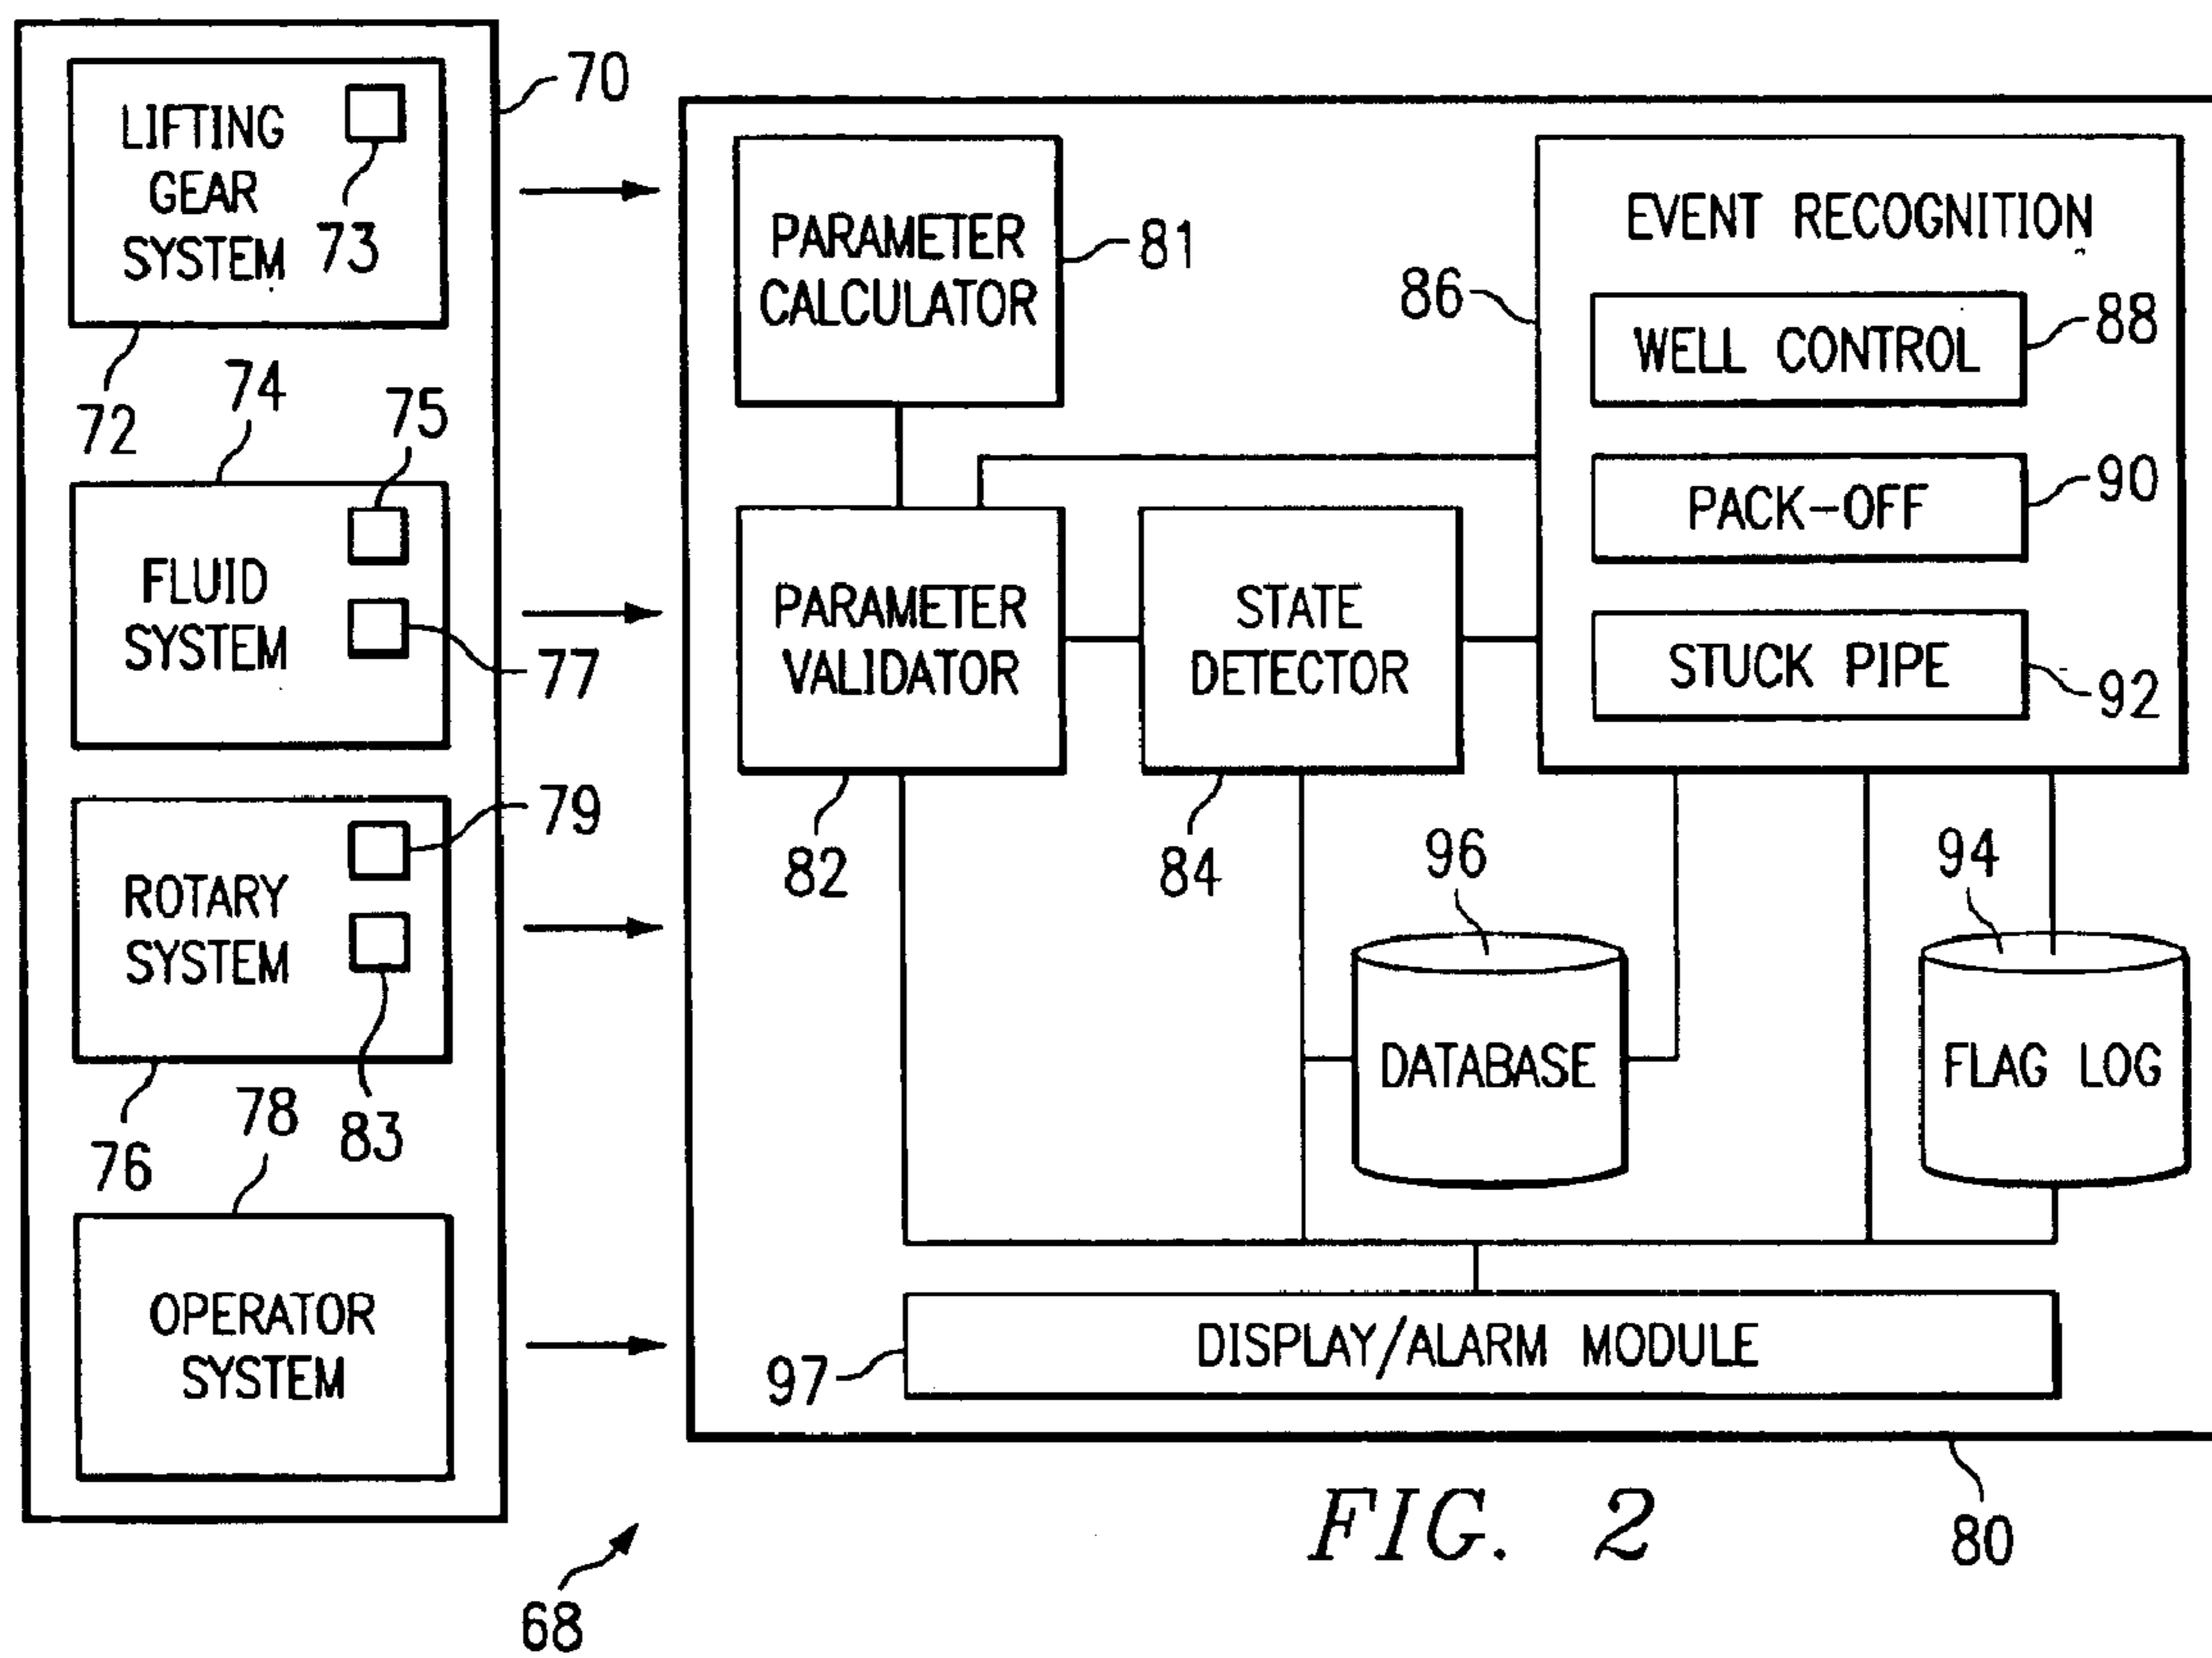 LIFTING
GEAR
SYSTEM
73
70
72
74
75
FLUID
SYSTEM
77
79
ROTARY
SYSTEM
76
83
78
OPERATOR
SYSTEM
68
PARAMETER
CALCULATOR
81
PARAMETER
VALIDATOR
82
STATE
DETECTOR
84
EVENT RECOGNITION
86
WELL CONTROL
88
PACK-OFF
90
STUCK PIPE
92
96
DATABASE
94
FLAG LOG
DISPLAY/ALARM MODULE
97
80
FIG. 2